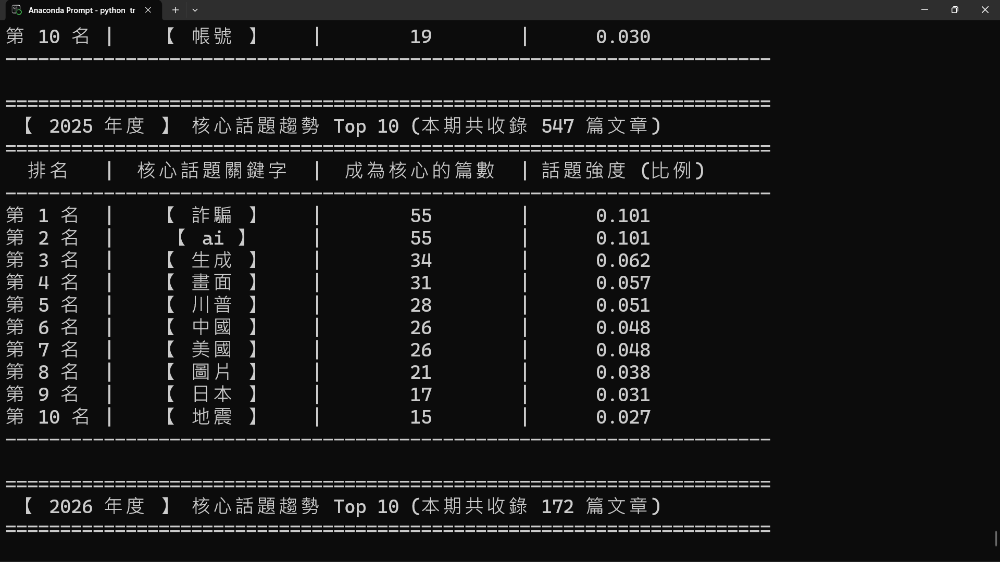 Anaconda Prompt - python tr
第 10 名 | 【 帳號 】 | 19 | 0.030
----------------------------------------------------------------------
======================================================================
【 2025 年度 】 核心話題趨勢 Top 10 (本期共收錄 547 篇文章)
======================================================================
排名 | 核心話題關鍵字 | 成為核心的篇數 | 話題強度 (比例)
----------------------------------------------------------------------
第 1 名 | 【 詐騙 】 | 55 | 0.101
第 2 名 | 【 ai 】 | 55 | 0.101
第 3 名 | 【 生成 】 | 34 | 0.062
第 4 名 | 【 畫面 】 | 31 | 0.057
第 5 名 | 【 川普 】 | 28 | 0.051
第 6 名 | 【 中國 】 | 26 | 0.048
第 7 名 | 【 美國 】 | 26 | 0.048
第 8 名 | 【 圖片 】 | 21 | 0.038
第 9 名 | 【 日本 】 | 17 | 0.031
第 10 名 | 【 地震 】 | 15 | 0.027
----------------------------------------------------------------------
======================================================================
【 2026 年度 】 核心話題趨勢 Top 10 (本期共收錄 172 篇文章)
======================================================================